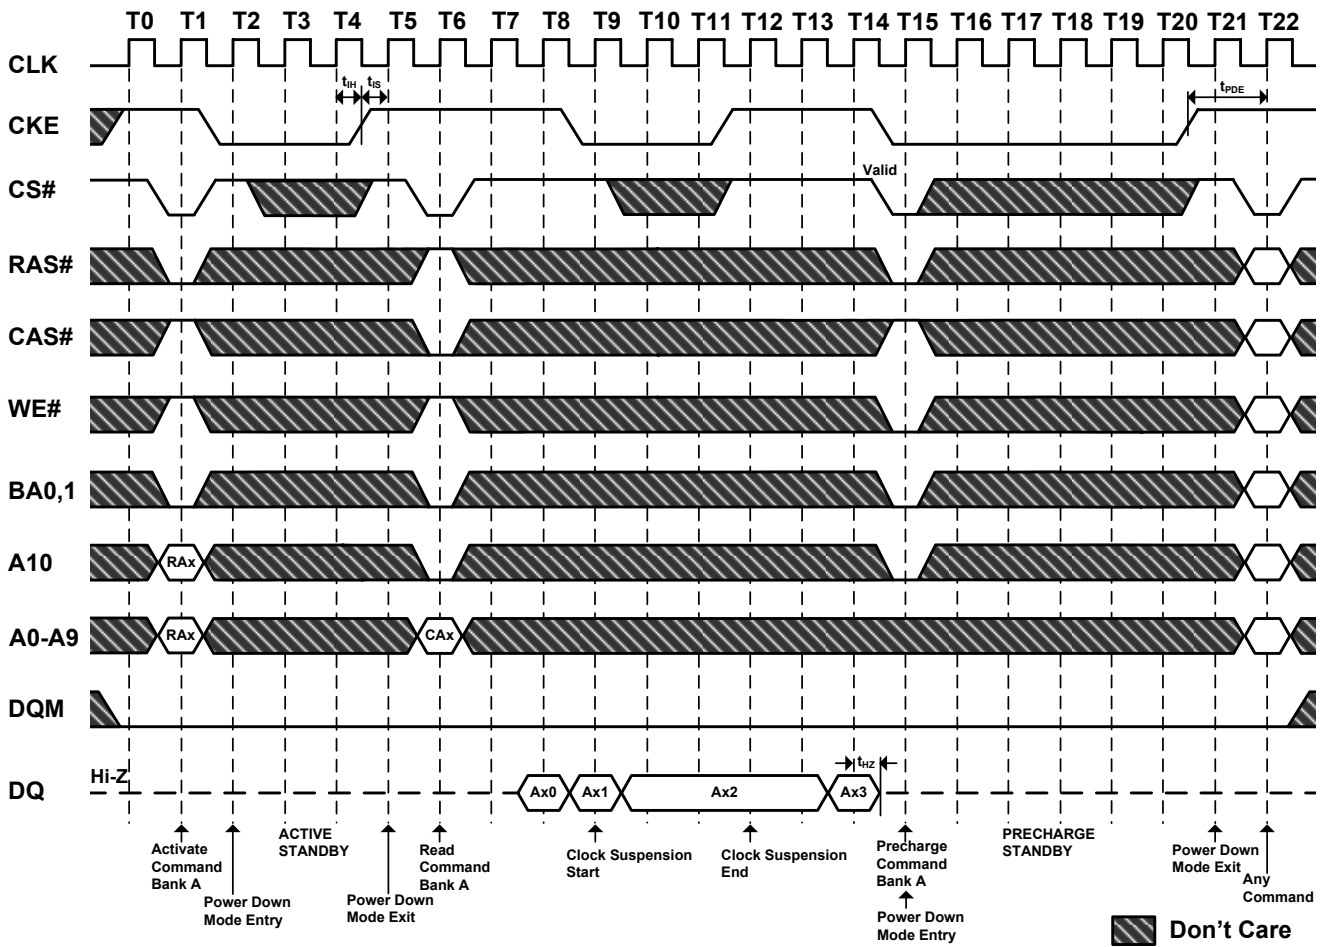 T0 T1 T2 T3 T4 T5 T6 T7 T8 T9 T10 T11 T12 T13 T14 T15 T16 T17 T18 T19 T20 T21 T22
CLK
tIH tIS
tPDE
CKE
Valid
CS#
RAS#
CAS#
WE#
BA0,1
A10
RAx
A0-A9
RAx
CAx
DQM
Hi-Z
tHZ
DQ
Ax0
Ax1
Ax2
Ax3
Activate
Command
Bank A
Power Down
Mode Entry
ACTIVE
STANDBY
Power Down
Mode Exit
Read
Command
Bank A
Clock Suspension
Start
Clock Suspension
End
Precharge
Command
Bank A
Power Down
Mode Entry
PRECHARGE
STANDBY
Power Down
Mode Exit
Any
Command
Don't Care